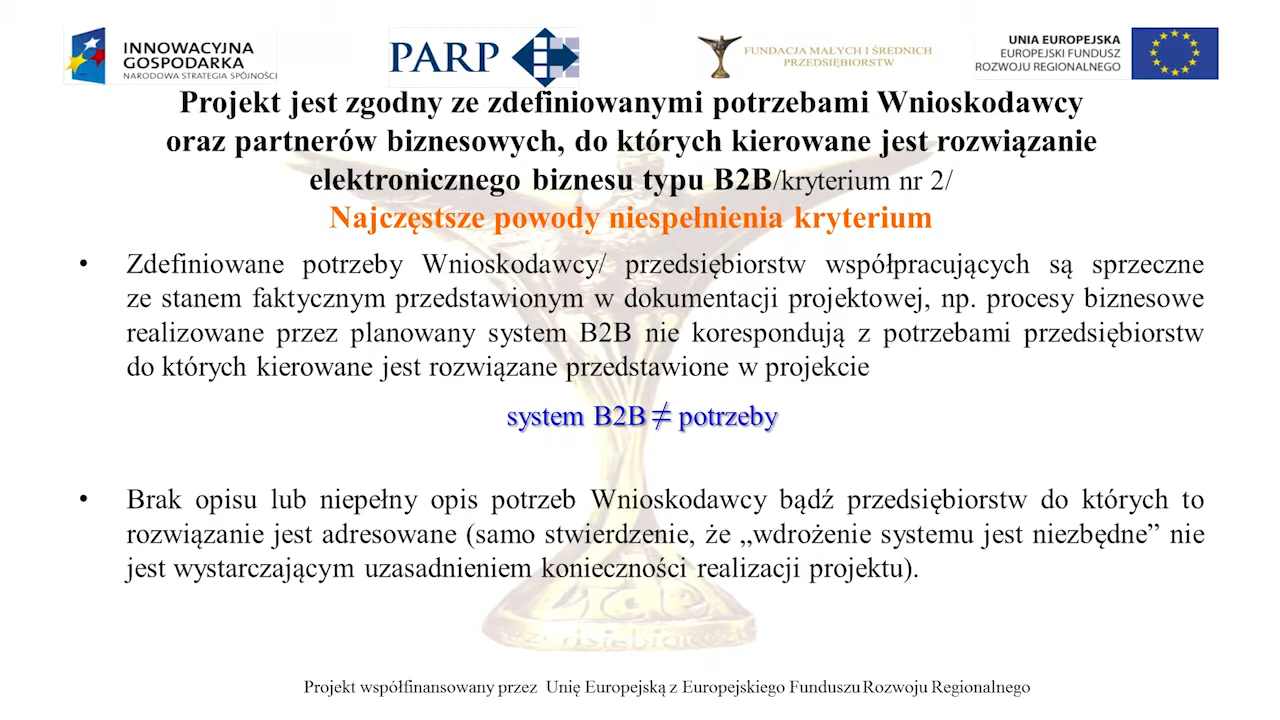 INNOWACYJNA
GOSPODARKA
NARODOWA STRATEGIA SPÓJNOŚCI
PARP
FUNDACJA MAŁYCH I ŚREDNICH
PRZEDSIĘBIORSTW
UNIA EUROPEJSKA
EUROPEJSKI FUNDUSZ
ROZWOJU REGIONALNEGO
Projekt jest zgodny ze zdefiniowanymi potrzebami Wnioskodawcy
oraz partnerów biznesowych, do których kierowane jest rozwiązanie
elektronicznego biznesu typu B2B/kryterium nr 2/
Najczęstsze powody niespełnienia kryterium
• Zdefiniowane potrzeby Wnioskodawcy/ przedsiębiorstw współpracujących są sprzeczne
ze stanem faktycznym przedstawionym w dokumentacji projektowej, np. procesy biznesowe
realizowane przez planowany system B2B nie korespondują z potrzebami przedsiębiorstw
do których kierowane jest rozwiązane przedstawione w projekcie
system B2B ≠ potrzeby
• Brak opisu lub niepełny opis potrzeb Wnioskodawcy bądź przedsiębiorstw do których to
rozwiązanie jest adresowane (samo stwierdzenie, że „wdrożenie systemu jest niezbędne” nie
jest wystarczającym uzasadnieniem konieczności realizacji projektu).
Projekt współfinansowany przez Unię Europejską z Europejskiego Funduszu Rozwoju Regionalnego